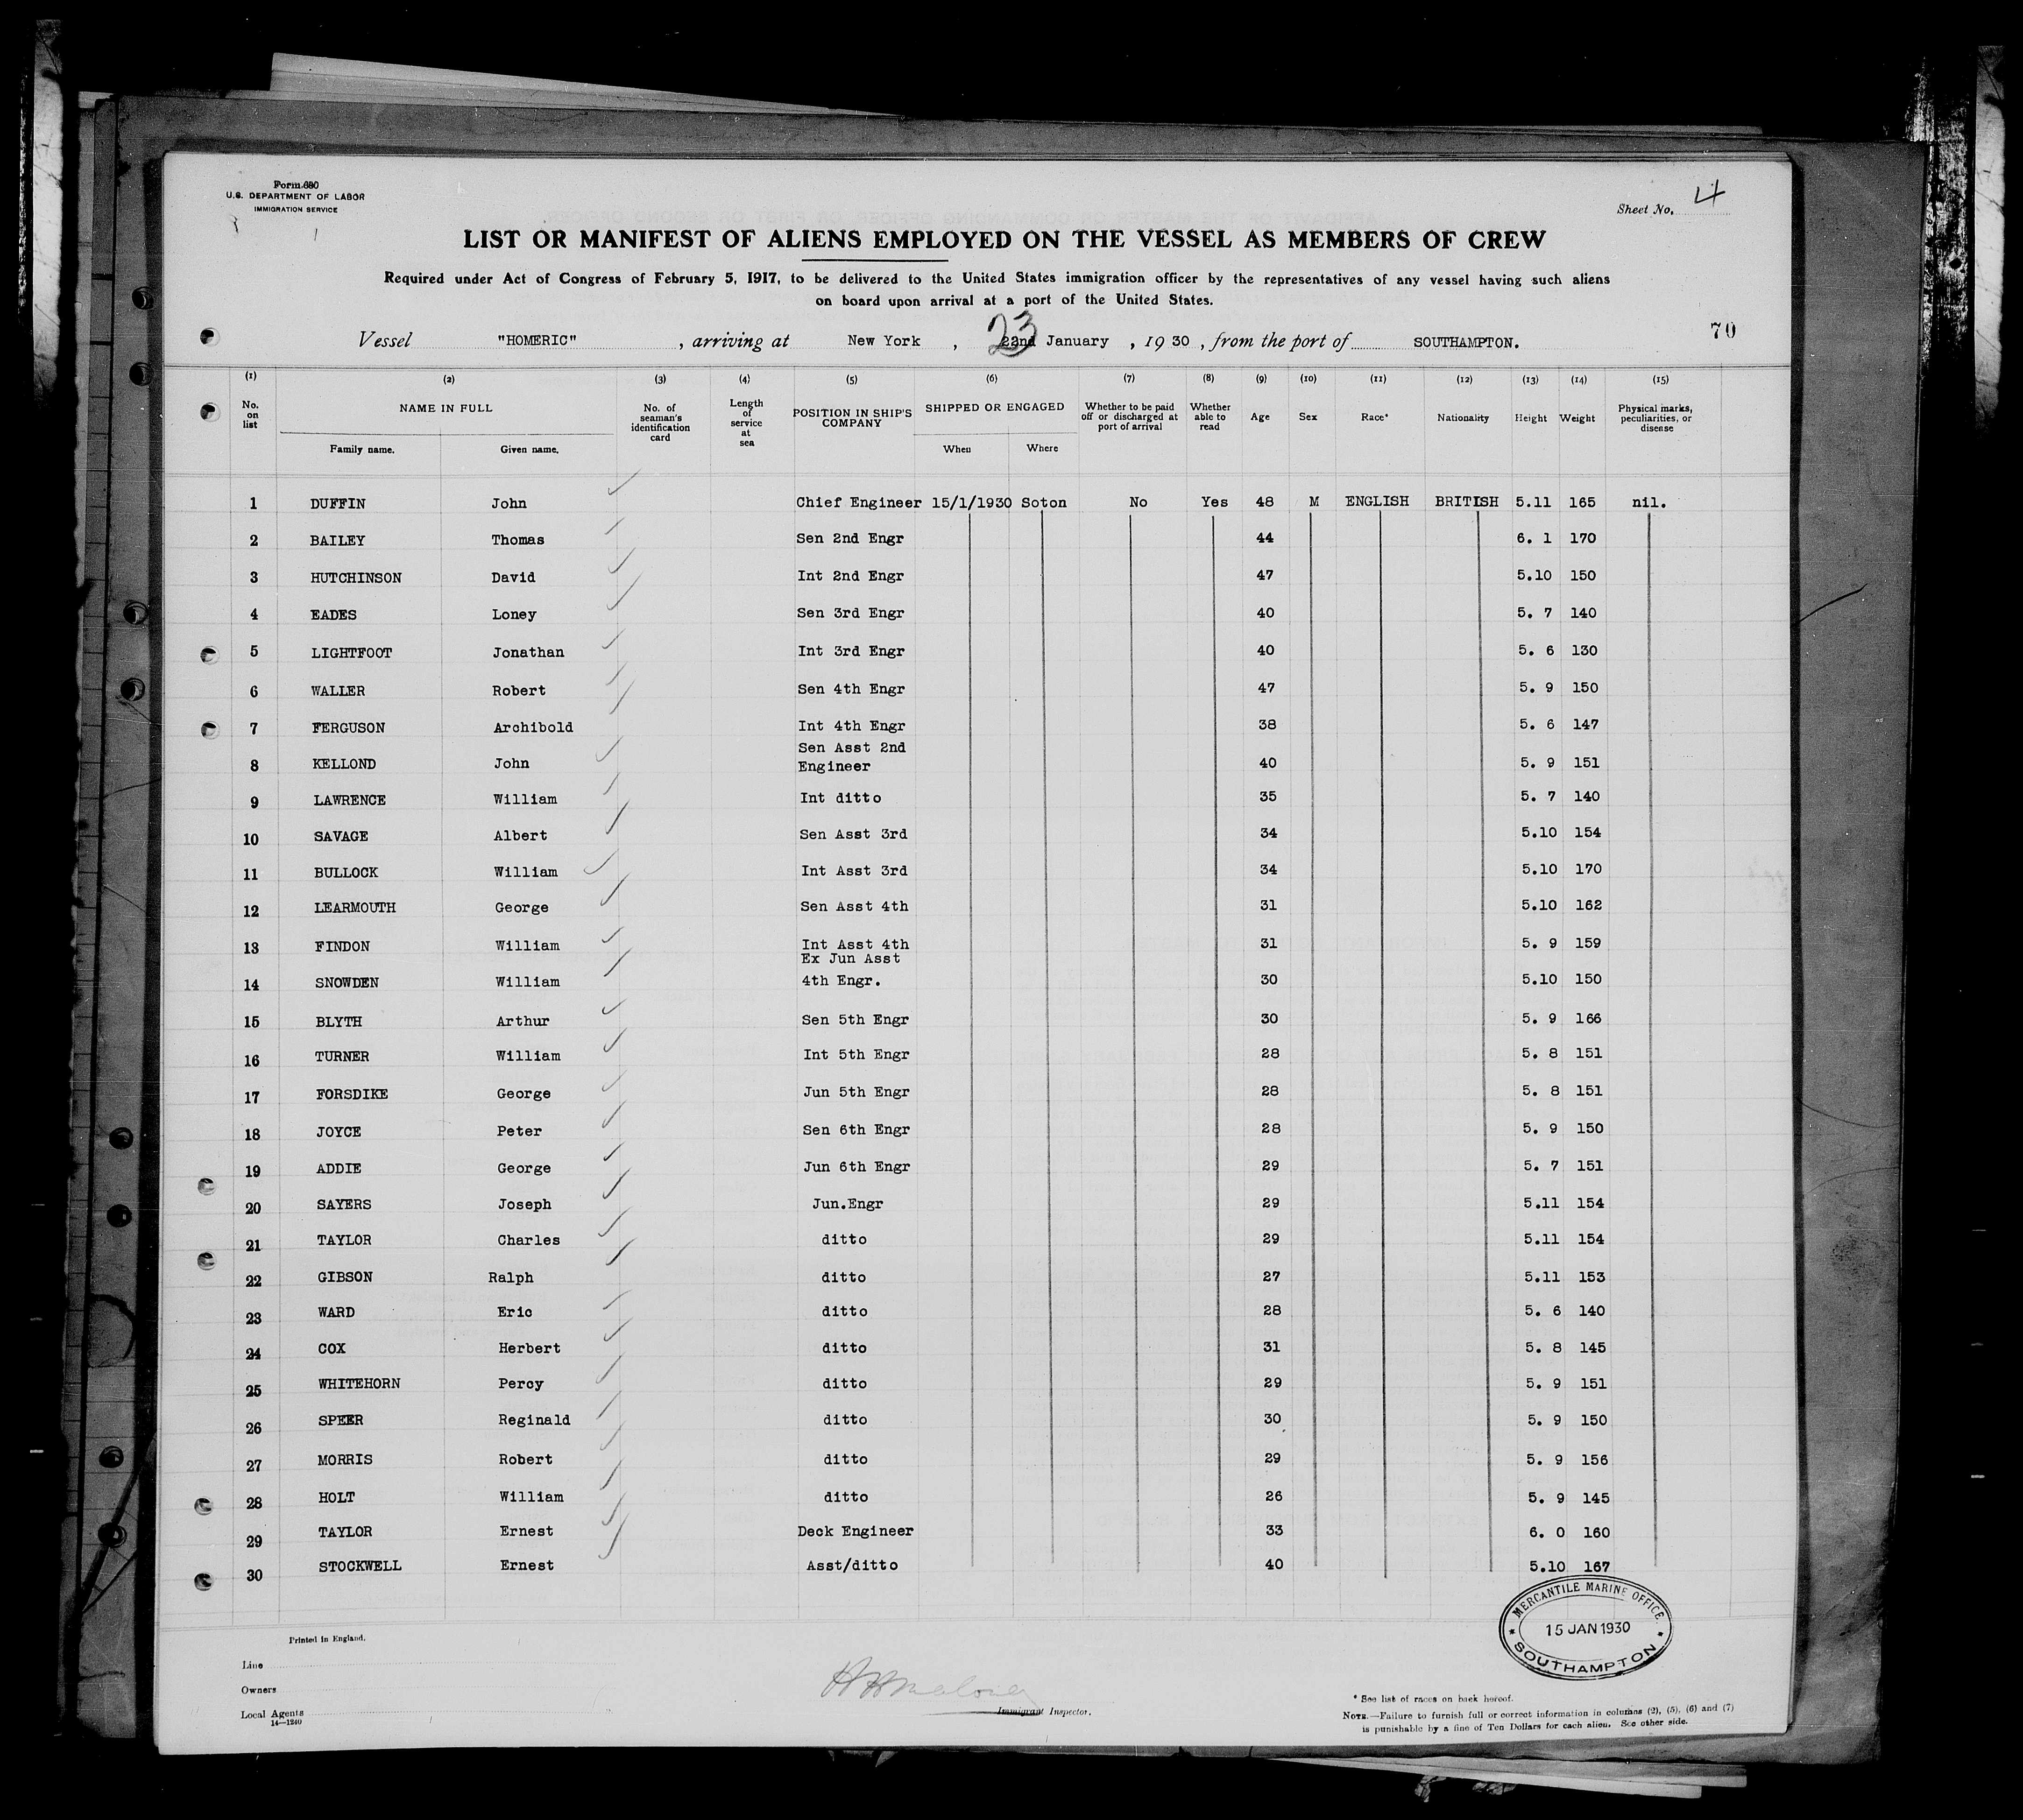 Form 680
U.S. DEPARTMENT OF LABOR
IMMIGRATION SERVICE
Sheet No. 4
LIST OR MANIFEST OF ALIENS EMPLOYED ON THE VESSEL AS MEMBERS OF CREW
Required under Act of Congress of February 5, 1917, to be delivered to the United States immigration officer by the representatives of any vessel having such aliens
on board upon arrival at a port of the United States.
Vessel "HOMERIC", arriving at New York, 23 22nd January, 19 30, from the port of SOUTHAMPTON. 70
(1) (2) (3) (4) (5) (6) (7) (8) (9) (10) (11) (12) (13) (14) (15)
No. on list NAME IN FULL Family name. Given name. No. of seaman's identification card Length of service at sea POSITION IN SHIP'S COMPANY SHIPPED OR ENGAGED When Where Whether to be paid off or discharged at port of arrival Whether able to read Age Sex Race* Nationality Height Weight Physical marks, peculiarities, or disease
1 DUFFIN John Chief Engineer 15/1/1930 Soton No Yes 48 M ENGLISH BRITISH 5.11 165 nil.
2 BAILEY Thomas Sen 2nd Engr 44 6. 1 170
3 HUTCHINSON David Int 2nd Engr 47 5.10 150
4 EADES Loney Sen 3rd Engr 40 5. 7 140
5 LIGHTFOOT Jonathan Int 3rd Engr 40 5. 6 130
6 WALLER Robert Sen 4th Engr 47 5. 9 150
7 FERGUSON Archibold Int 4th Engr 38 5. 6 147
8 KELLOND John Sen Asst 2nd Engineer 40 5. 9 151
9 LAWRENCE William Int ditto 35 5. 7 140
10 SAVAGE Albert Sen Asst 3rd 34 5.10 154
11 BULLOCK William Int Asst 3rd 34 5.10 170
12 LEARMOUTH George Sen Asst 4th 31 5.10 162
13 FINDON William Int Asst 4th 31 5. 9 159
14 SNOWDEN William Ex Jun Asst 4th Engr. 30 5.10 150
15 BLYTH Arthur Sen 5th Engr 30 5. 9 166
16 TURNER William Int 5th Engr 28 5. 8 151
17 FORSDIKE George Jun 5th Engr 28 5. 8 151
18 JOYCE Peter Sen 6th Engr 28 5. 9 150
19 ADDIE George Jun 6th Engr 29 5. 7 151
20 SAYERS Joseph Jun.Engr 29 5.11 154
21 TAYLOR Charles ditto 29 5.11 154
22 GIBSON Ralph ditto 27 5.11 153
23 WARD Eric ditto 28 5. 6 140
24 COX Herbert ditto 31 5. 8 145
25 WHITEHORN Percy ditto 29 5. 9 151
26 SPEER Reginald ditto 30 5. 9 150
27 MORRIS Robert ditto 29 5. 9 156
28 HOLT William ditto 26 5. 9 145
29 TAYLOR Ernest Deck Engineer 33 6. 0 160
30 STOCKWELL Ernest Asst/ditto 40 5.10 167
MERCANTILE MARINE OFFICE
15 JAN 1930
SOUTHAMPTON
Printed in England.
Line
Owners
Local Agents
14—1240
H H Maloney
Immigrant Inspector.
* See list of races on back hereof.
NOTE.—Failure to furnish full or correct information in columns (2), (5), (6) and (7)
is punishable by a fine of Ten Dollars for each alien. See other side.